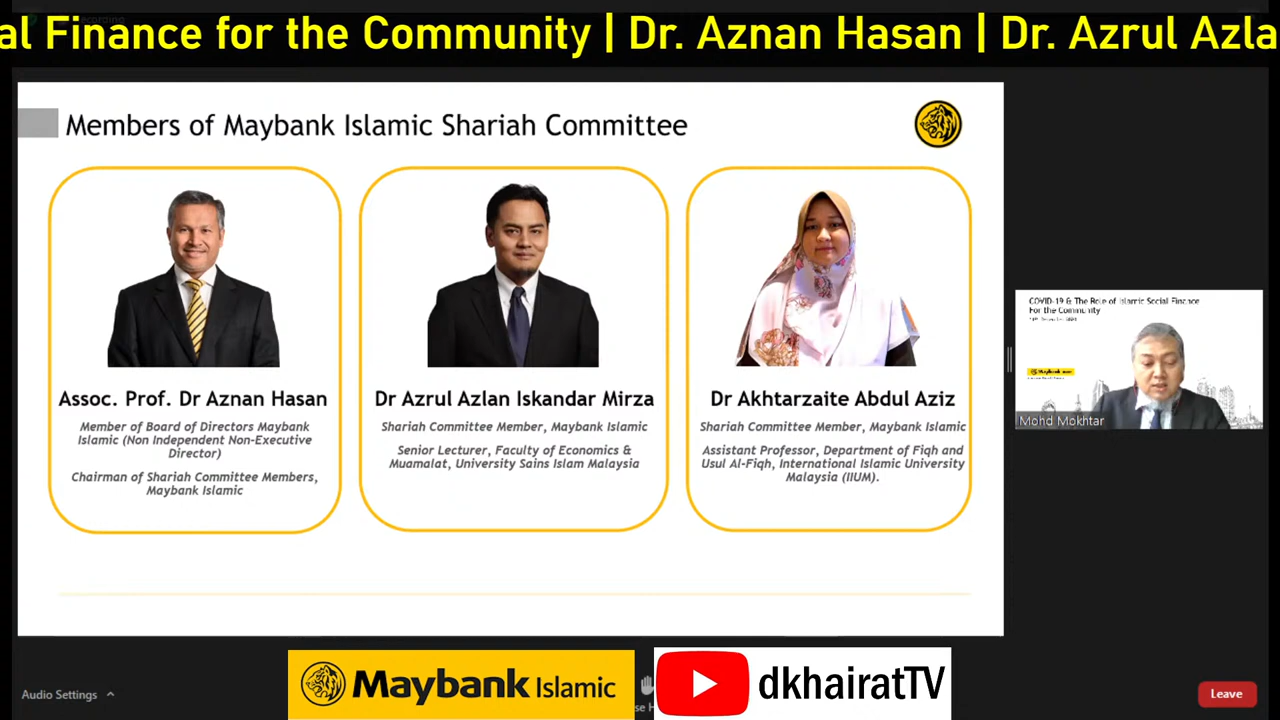 al Finance for the Community | Dr. Aznan Hasan | Dr. Azrul Azla
Members of Maybank Islamic Shariah Committee
Assoc. Prof. Dr Aznan Hasan
Member of Board of Directors Maybank
Islamic (Non Independent Non-Executive
Director)
Chairman of Shariah Committee Members,
Maybank Islamic
Dr Azrul Azlan Iskandar Mirza
Shariah Committee Member, Maybank Islamic
Senior Lecturer, Faculty of Economics &
Muamalat, University Sains Islam Malaysia
Dr Akhtarzaite Abdul Aziz
Shariah Committee Member, Maybank Islamic
Assistant Professor, Department of Fiqh and
Usul Al-Fiqh, International Islamic University
Malaysia (IIUM).
COVID-19 & The Role of Islamic Social Finance
For the Community
Maybank
Mohd Mokhtar
Audio Settings
Maybank Islamic
dkhairatTV
Leave